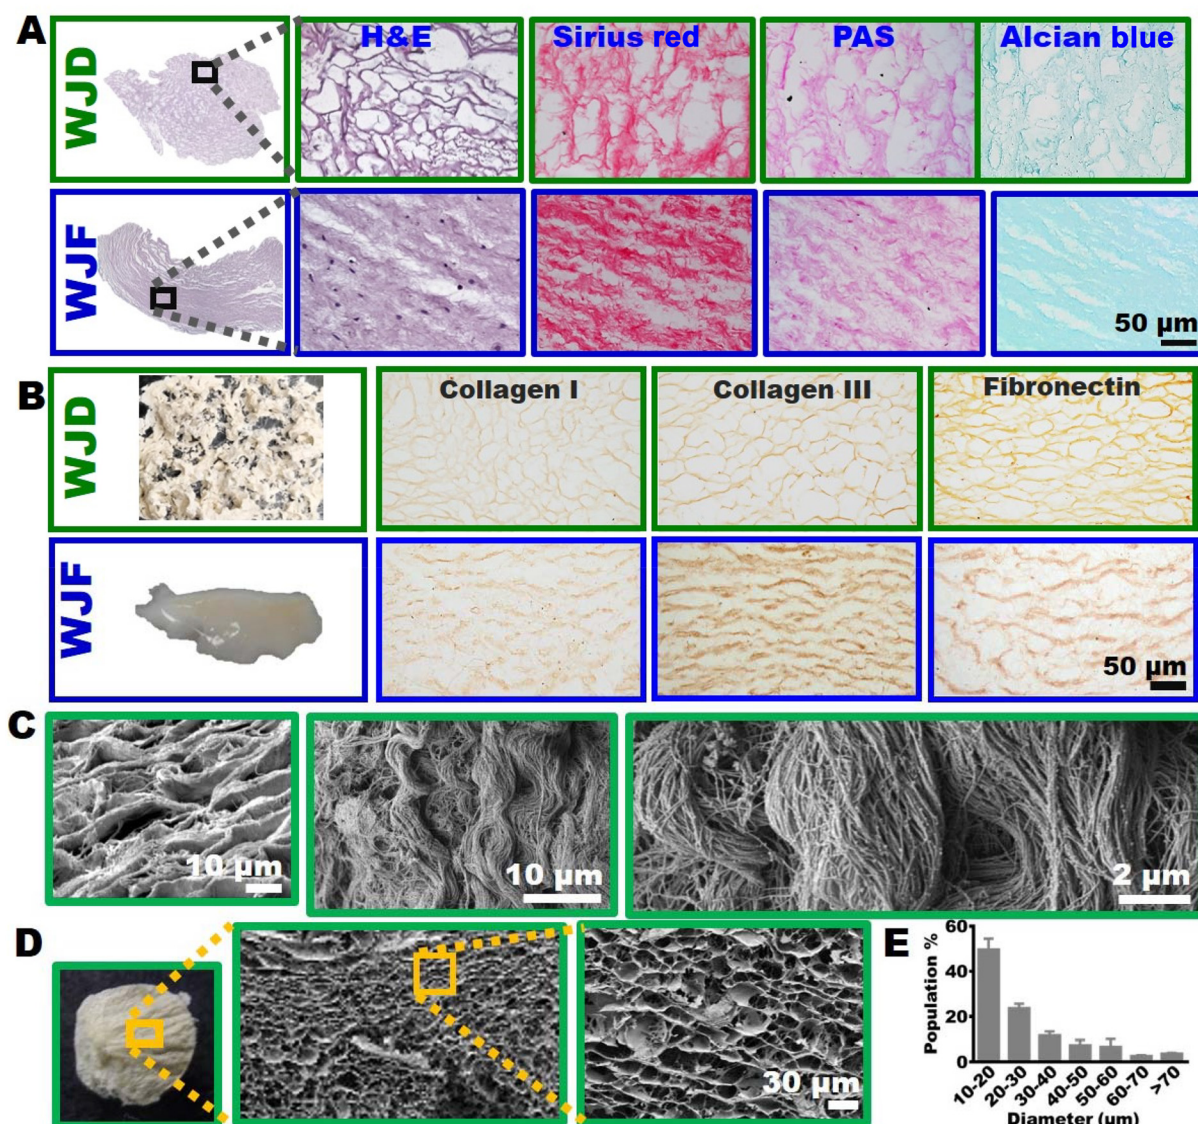 A
WJD
H&E
Sirius red
PAS
Alcian blue
WJF
50 µm
B
WJD
Collagen I
Collagen III
Fibronectin
WJF
50 µm
C
10 µm
10 µm
2 µm
D
30 µm
E
Population %
60
40
20
0
10-20
20-30
30-40
40-50
50-60
60-70
>70
Diameter (µm)